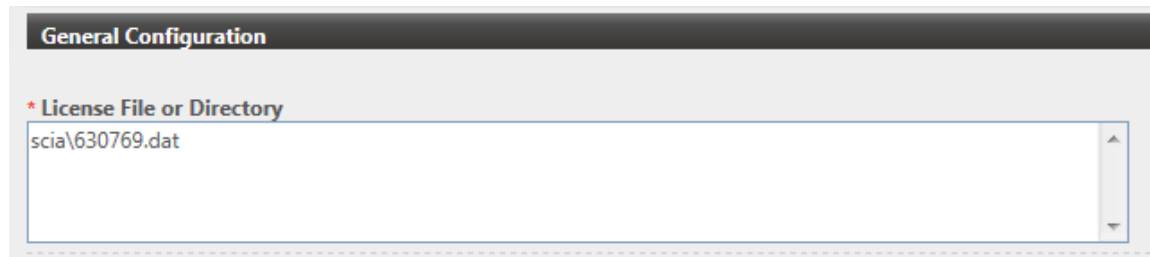 General Configuration
* License File or Directory
scia\630769.dat